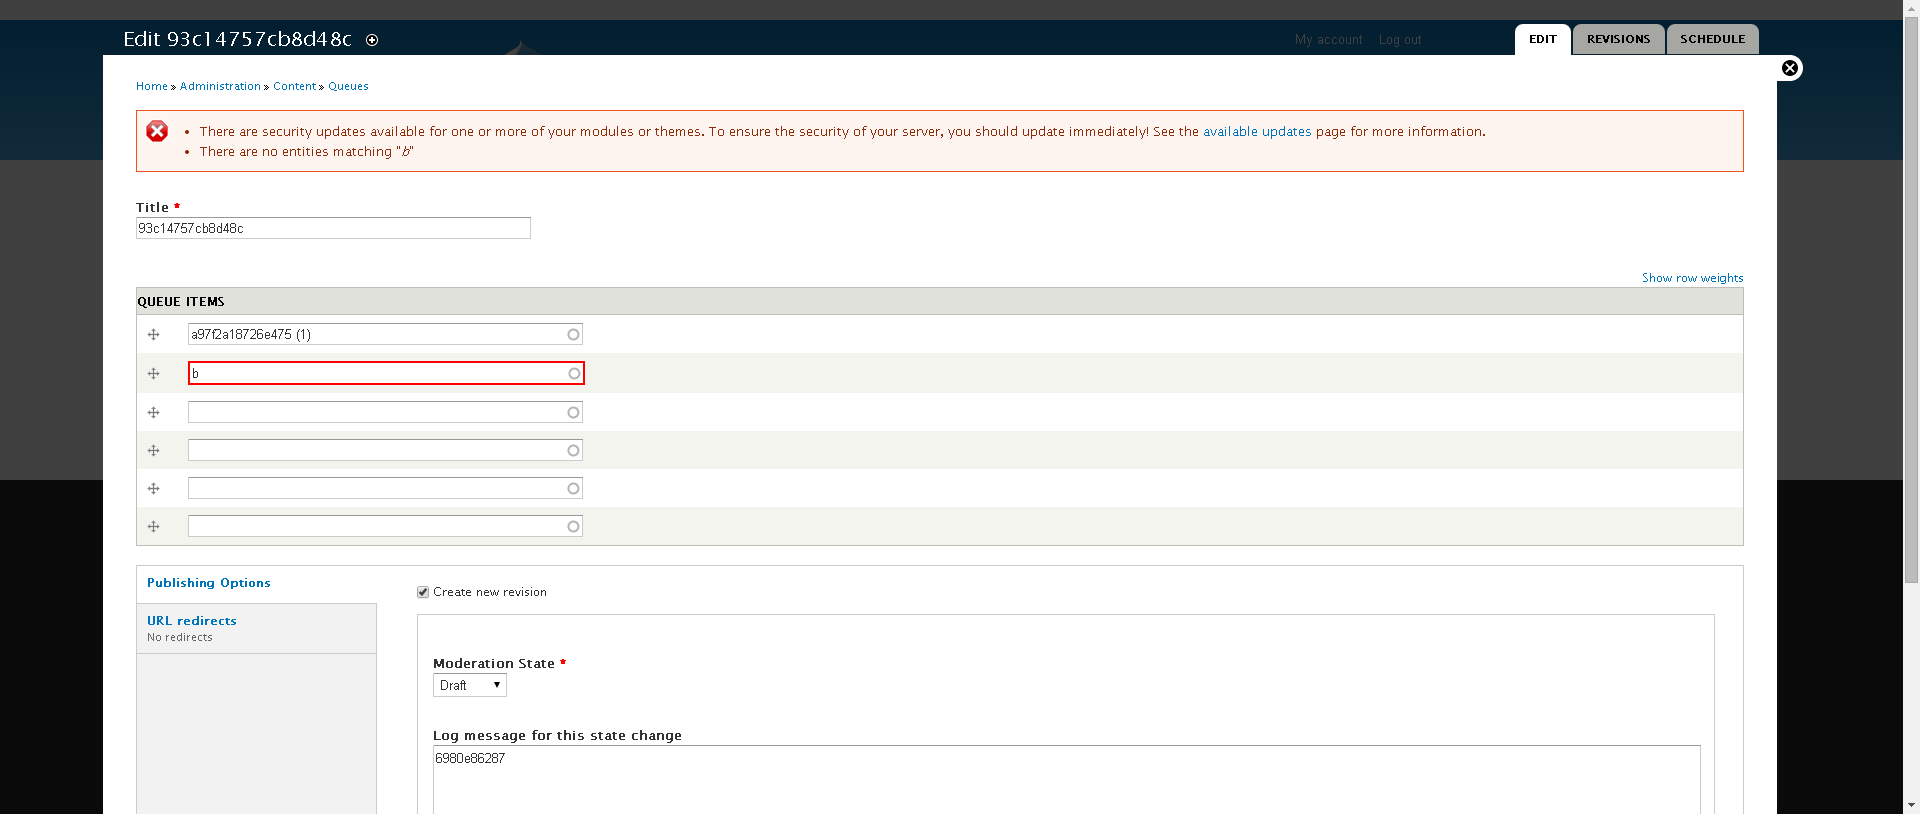 Edit 93c14757cb8d48c
My account Log out
EDIT REVISIONS SCHEDULE
Home » Administration » Content » Queues
There are security updates available for one or more of your modules or themes. To ensure the security of your server, you should update immediately! See the available updates page for more information.
There are no entities matching "b"
Title *
93c14757cb8d48c
Show row weights
QUEUE ITEMS
a97f2a18726e475 (1)
b
Publishing Options
URL redirects
No redirects
Create new revision
Moderation State *
Draft
Log message for this state change
6980e86287